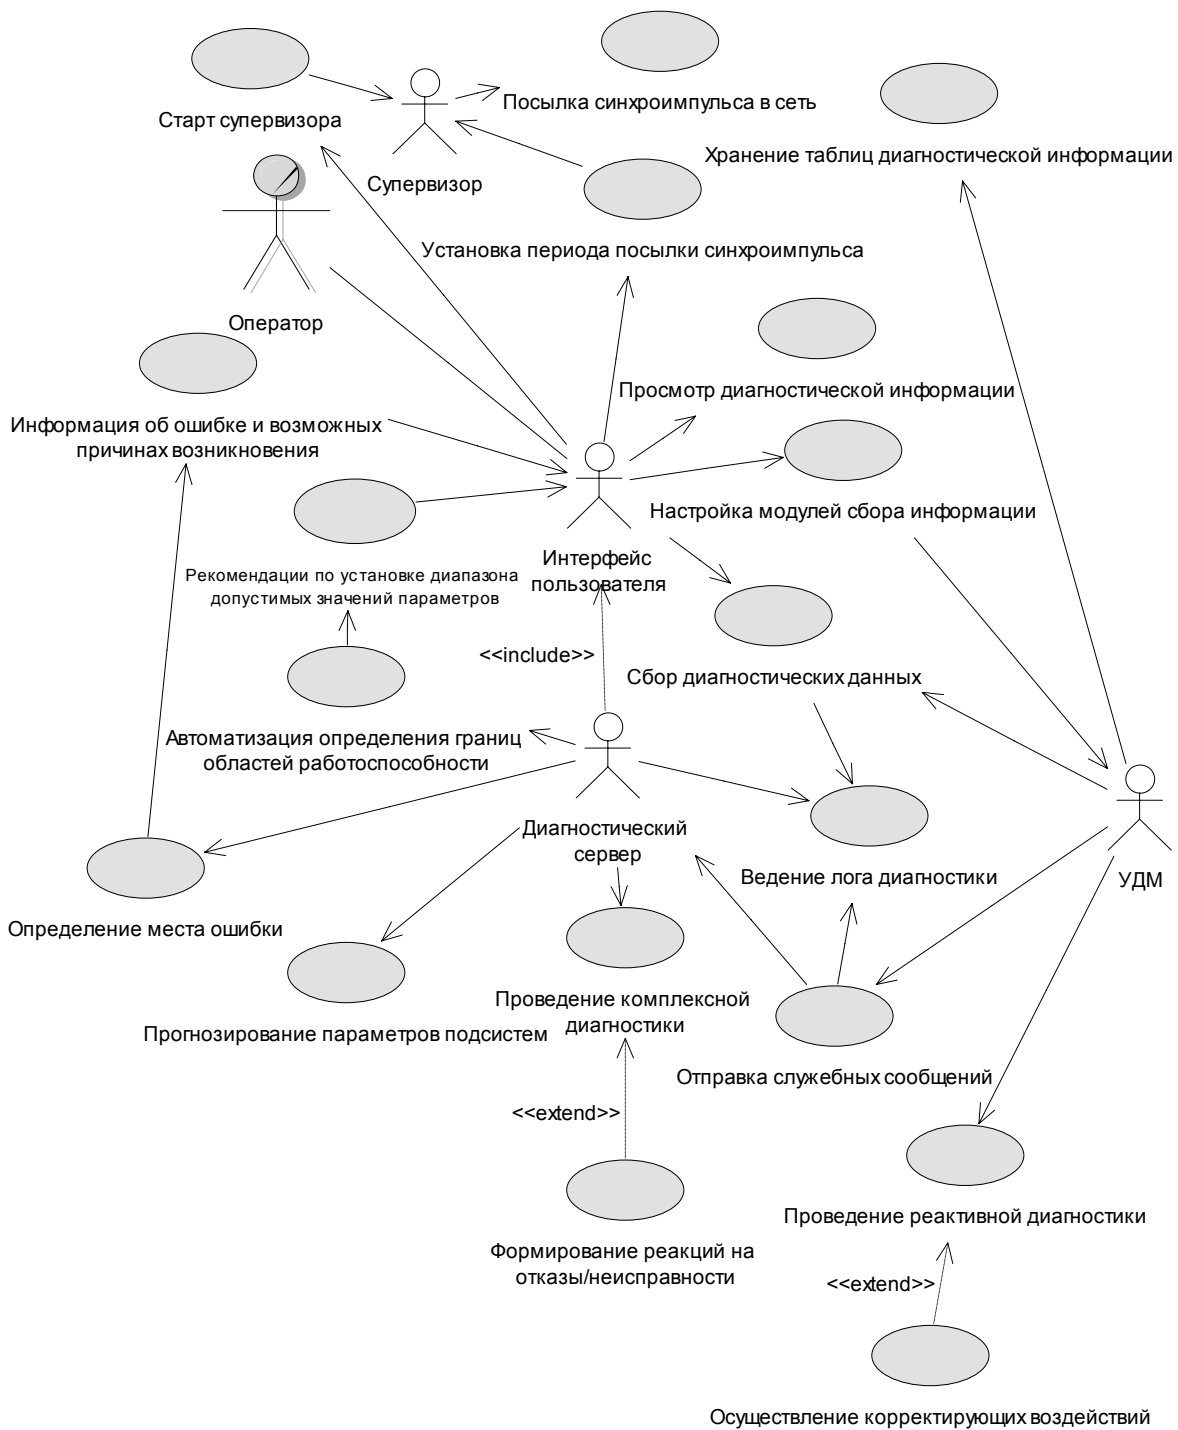 Старт супервизора
Посылка синхроимпульса в сеть
Хранение таблиц диагностической информации
Супервизор
Установка периода посылки синхроимпульса
Оператор
Просмотр диагностической информации
Информация об ошибке и возможных
причинах возникновения
Настройка модулей сбора информации
Интерфейс
пользователя
Рекомендации по установке диапазона
допустимых значений параметров
<<include>>
Сбор диагностических данных
Автоматизация определения границ
областей работоспособности
Диагностический
сервер
Ведение лога диагностики
УДМ
Определение места ошибки
Проведение комплексной
диагностики
Прогнозирование параметров подсистем
Отправка служебных сообщений
<<extend>>
Проведение реактивной диагностики
Формирование реакций на
отказы/неисправности
<<extend>>
Осуществление корректирующих воздействий